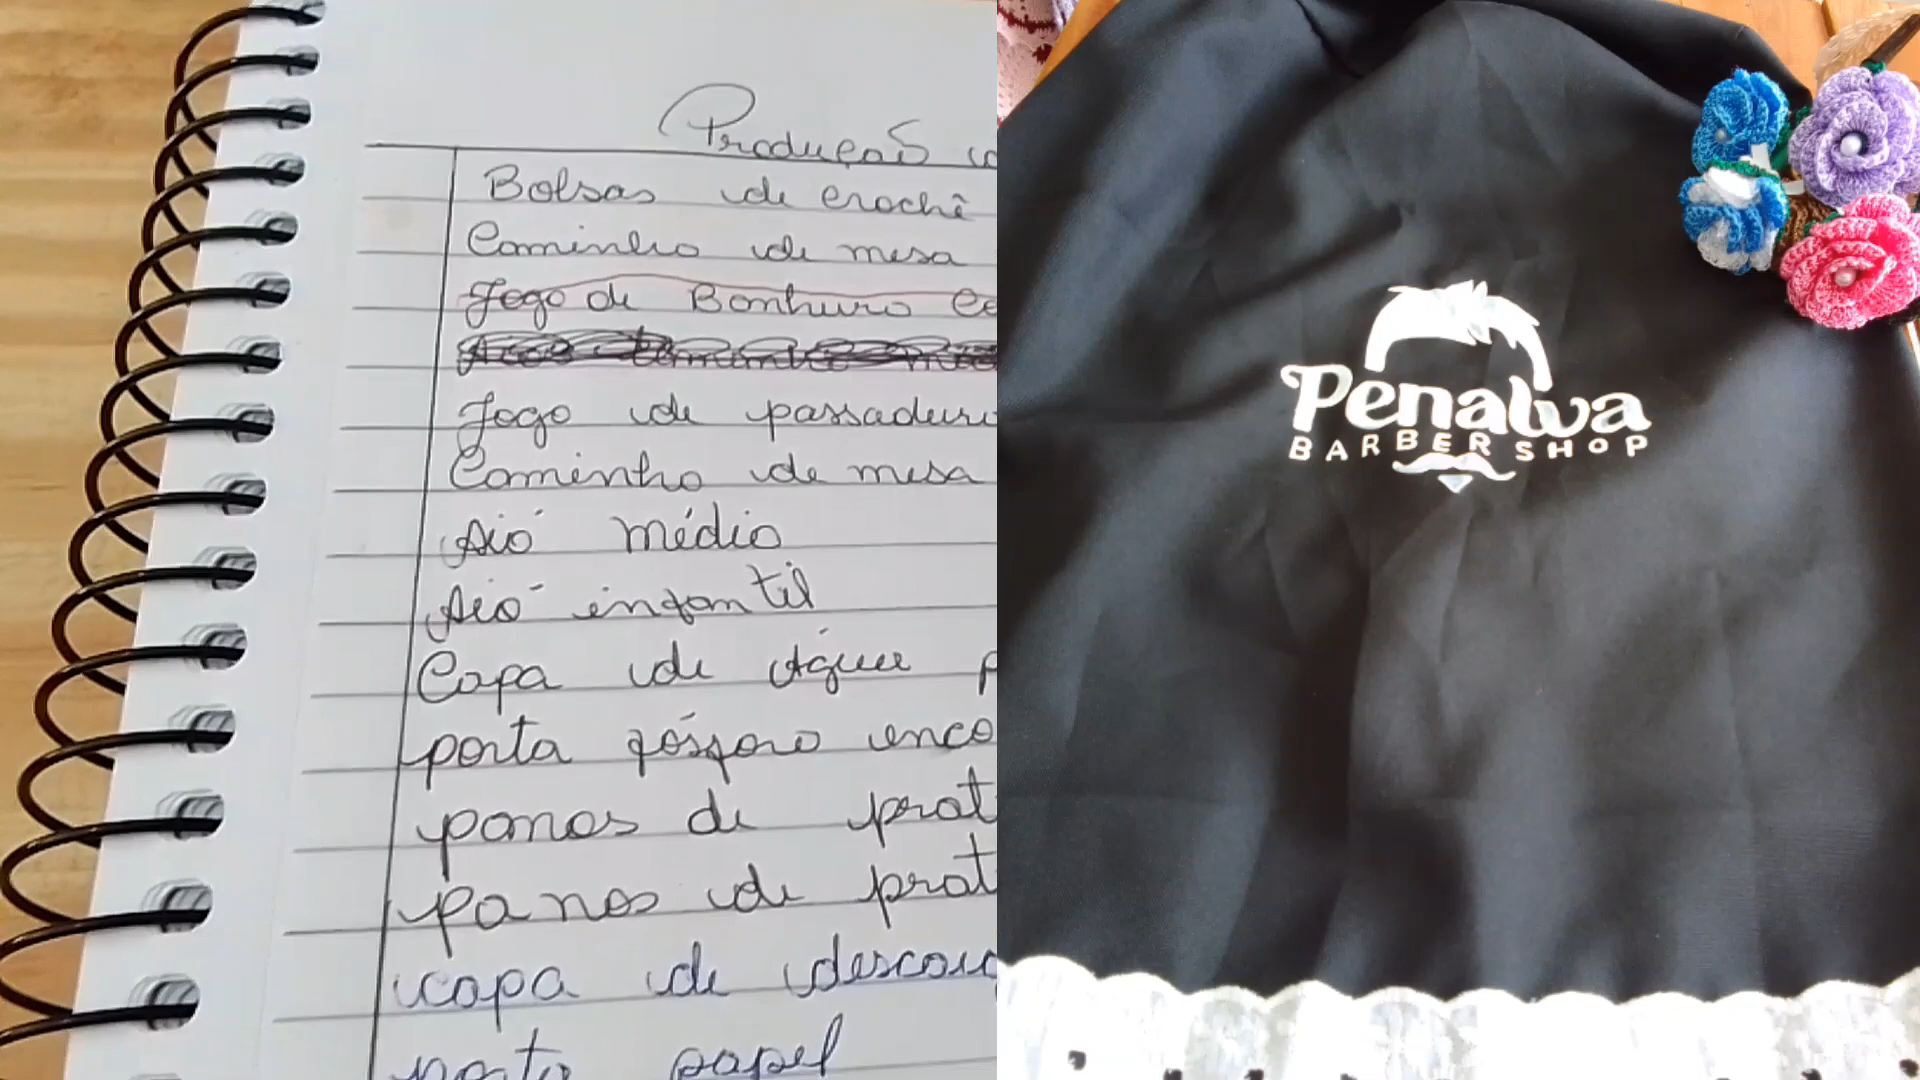 Produção
Bolsas de crochê
Caminho de mesa
Jogo de Banheiro
Jogo de passadeir
Caminho de mesa
Aió médio
Aió infantil
Capa de água p
porta fósforo
panos de prat
panos de prat
capa de
porta papel
Penalva
BARBER SHOP